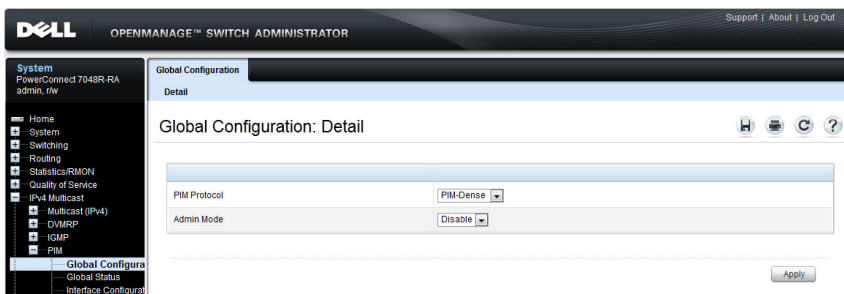 Support | About | Log Out
DELL
OPENMANAGE™ SWITCH ADMINISTRATOR
System
PowerConnect 7048R-RA
admin, r/w
Home
System
Switching
Routing
Statistics/RMON
Quality of Service
IPv4 Multicast
Multicast (IPv4)
DVMRP
IGMP
PIM
Global Configura
Global Status
Interface Configurat
Global Configuration
Detail
Global Configuration: Detail
PIM Protocol PIM-Dense
Admin Mode Disable
Apply